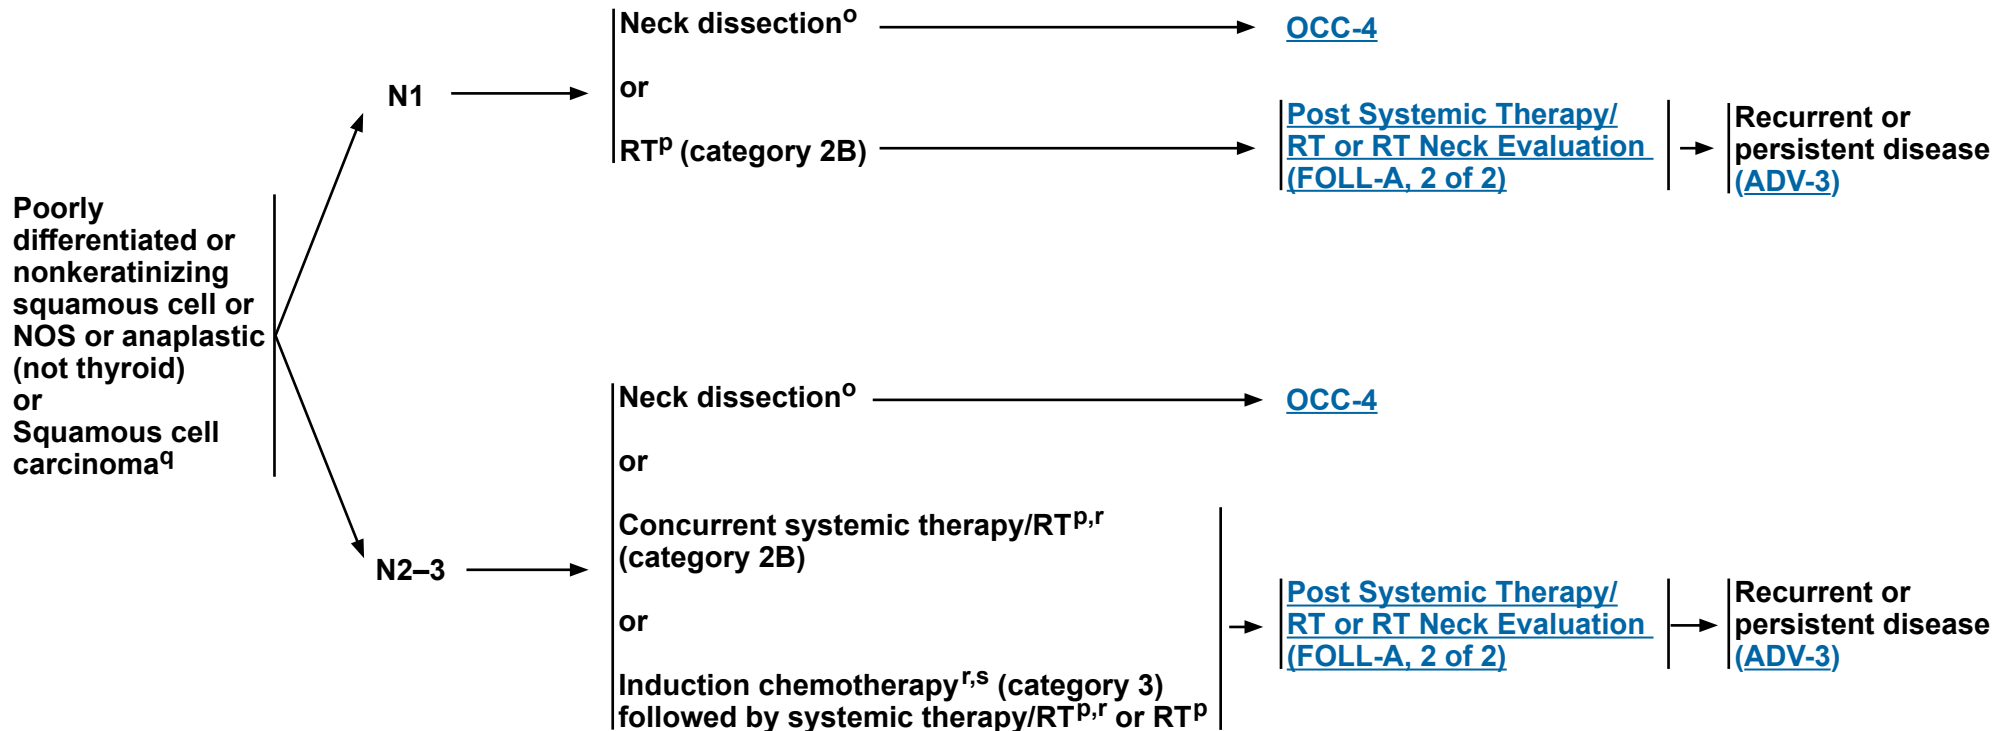 Poorly
differentiated or
nonkeratinizing
squamous cell or
NOS or anaplastic
(not thyroid)
or
Squamous cell
carcinomaq
N1
Neck dissectiono
or
RTp (category 2B)
OCC-4
Post Systemic Therapy/
RT or RT Neck Evaluation
(FOLL-A, 2 of 2)
Recurrent or
persistent disease
(ADV-3)
N2–3
Neck dissectiono
or
Concurrent systemic therapy/RTp,r
(category 2B)
or
Induction chemotherapyr,s (category 3)
followed by systemic therapy/RTp,r or RTp
OCC-4
Post Systemic Therapy/
RT or RT Neck Evaluation
(FOLL-A, 2 of 2)
Recurrent or
persistent disease
(ADV-3)